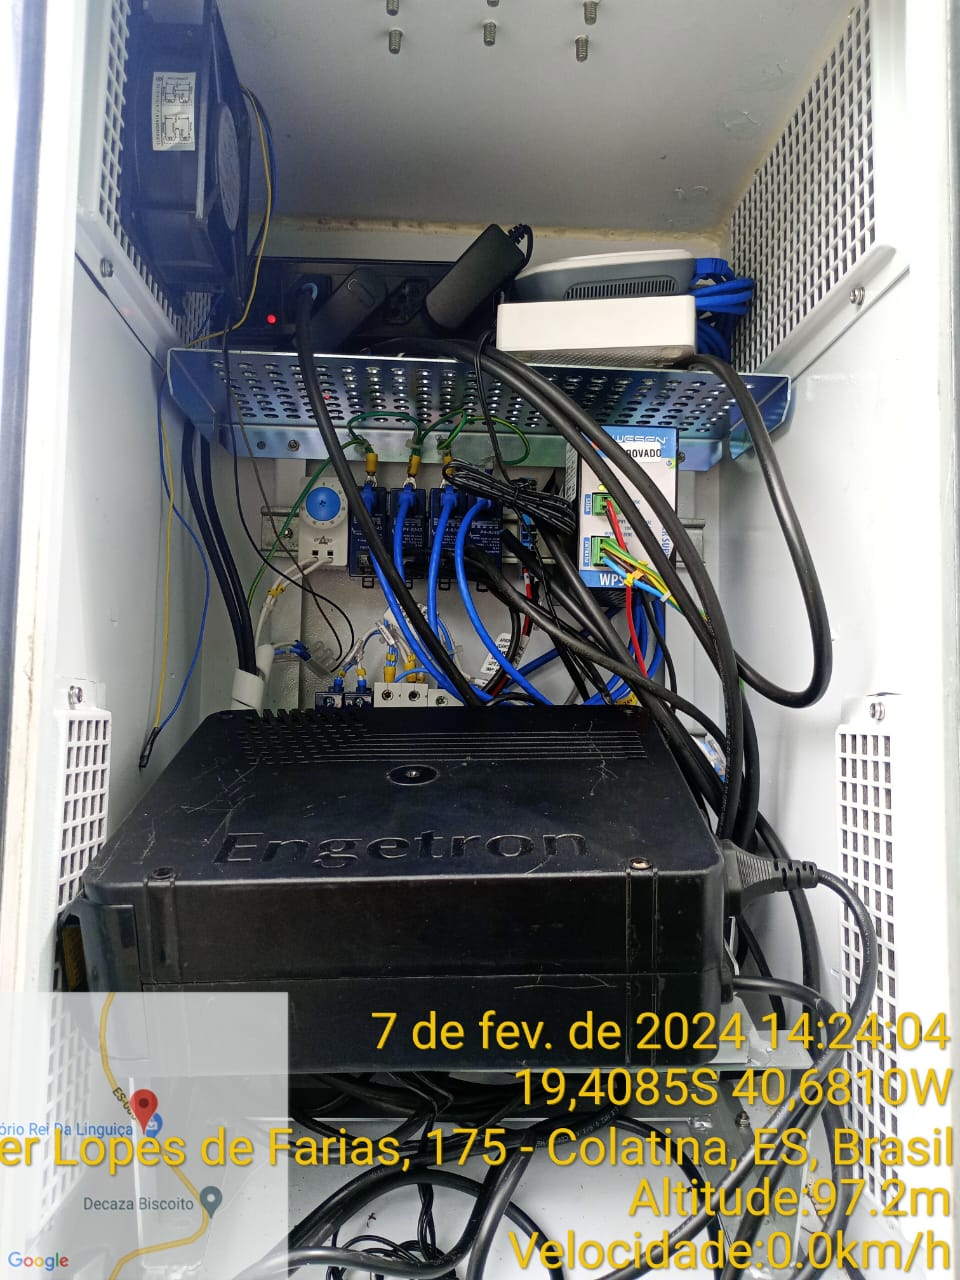 WESEN
ROVADO
WPS
Engetron
7 de fev. de 2024 14:24:04
19,4085S 40,6810W
er Lopes de Farias, 175 - Colatina, ES, Brasil
Altitude:97.2m
Velocidade:0.0km/h
ório Rei Da Linguiça
Decaza Biscoito
Google